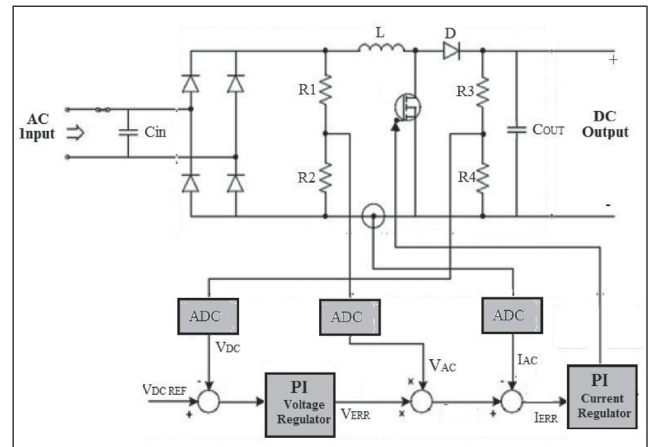 L
D
R1
R3
AC
Input
Cin
COUT
DC
Output
+
-
R2
R4
ADC
ADC
ADC
VDC
VAC
IAC
VDC REF
-
+
PI
Voltage
Regulator
VERR
×
×
-
+
IERR
PI
Current
Regulator